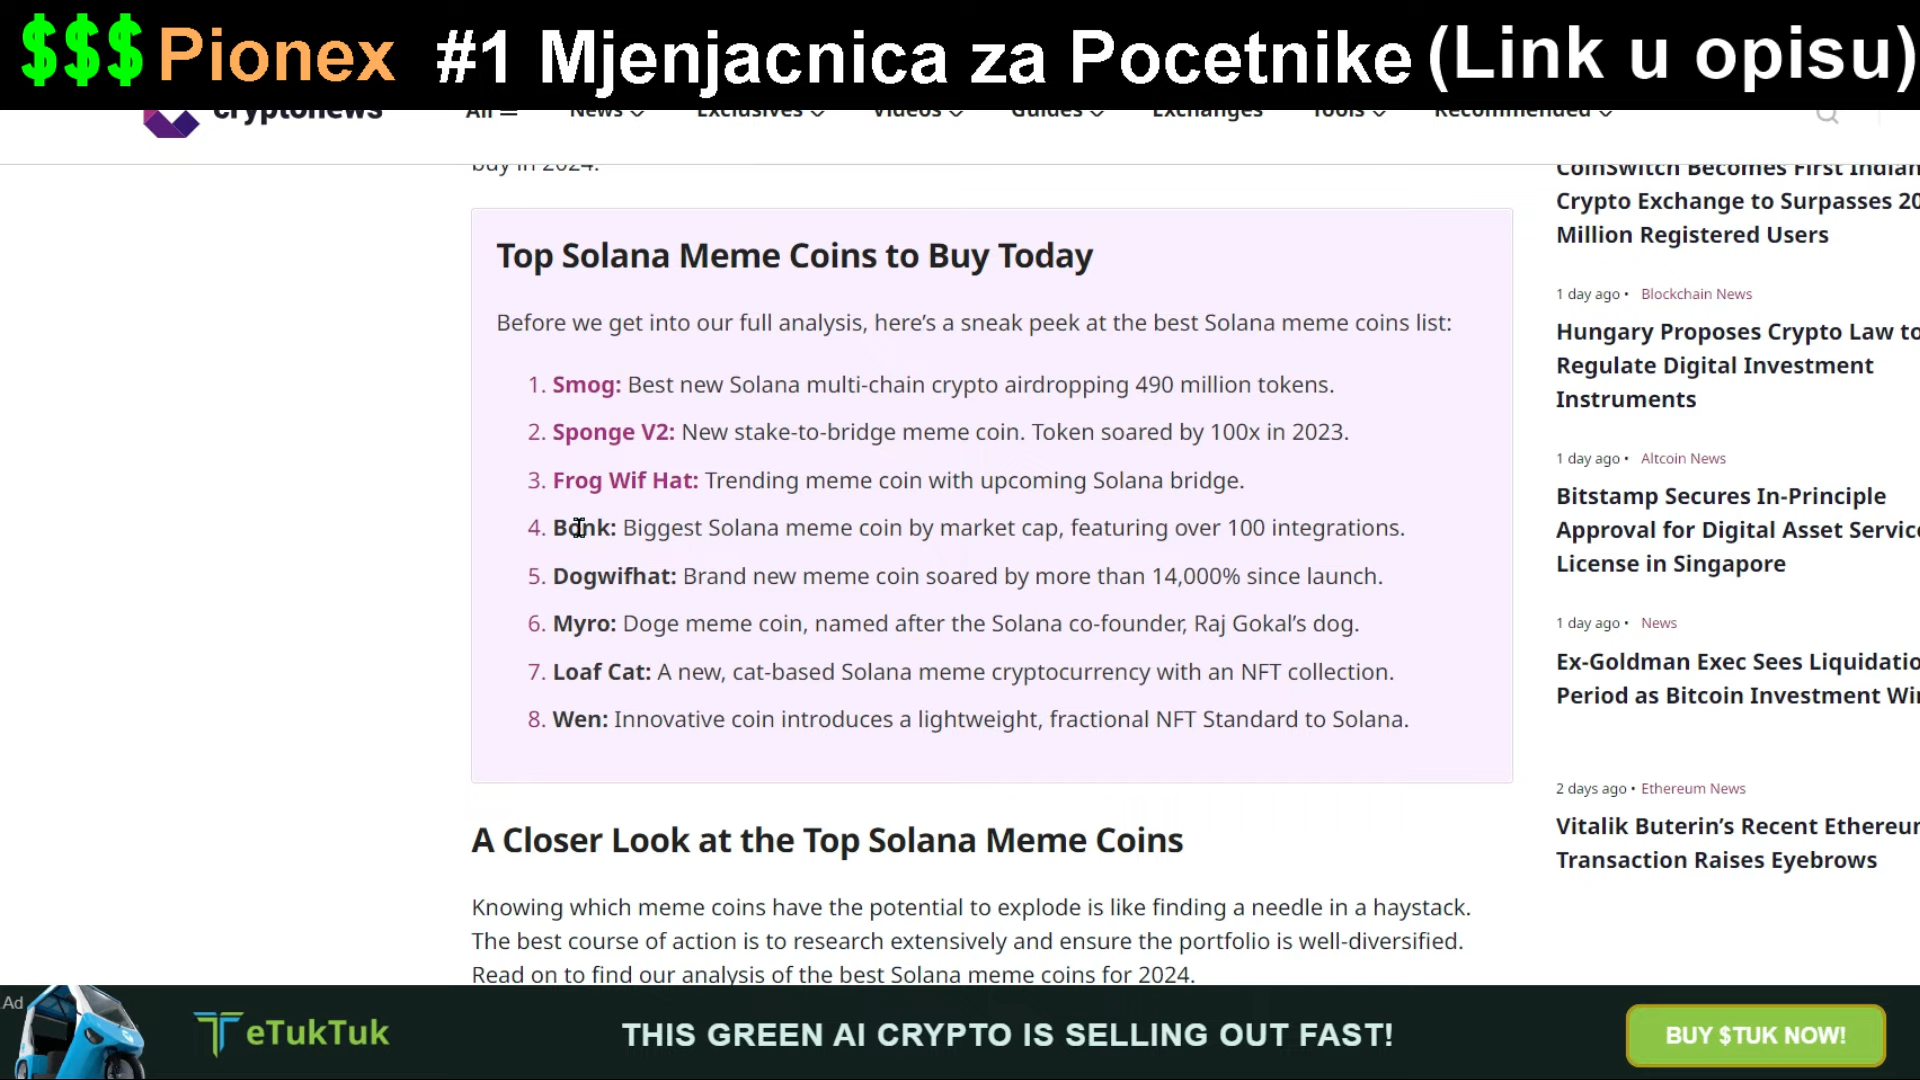 $$$ Pionex #1 Mjenjacnica za Pocetnike (Link u opisu)
cryptonews All News Exclusives Videos Guides Exchanges Tools Recommended
buy in 2024.
Top Solana Meme Coins to Buy Today
Before we get into our full analysis, here's a sneak peek at the best Solana meme coins list:
1. Smog: Best new Solana multi-chain crypto airdropping 490 million tokens.
2. Sponge V2: New stake-to-bridge meme coin. Token soared by 100x in 2023.
3. Frog Wif Hat: Trending meme coin with upcoming Solana bridge.
4. Bonk: Biggest Solana meme coin by market cap, featuring over 100 integrations.
5. Dogwifhat: Brand new meme coin soared by more than 14,000% since launch.
6. Myro: Doge meme coin, named after the Solana co-founder, Raj Gokal's dog.
7. Loaf Cat: A new, cat-based Solana meme cryptocurrency with an NFT collection.
8. Wen: Innovative coin introduces a lightweight, fractional NFT Standard to Solana.
A Closer Look at the Top Solana Meme Coins
Knowing which meme coins have the potential to explode is like finding a needle in a haystack.
The best course of action is to research extensively and ensure the portfolio is well-diversified.
Read on to find our analysis of the best Solana meme coins for 2024.
CoinSwitch Becomes First Indian
Crypto Exchange to Surpasses 20
Million Registered Users
1 day ago • Blockchain News
Hungary Proposes Crypto Law to
Regulate Digital Investment
Instruments
1 day ago • Altcoin News
Bitstamp Secures In-Principle
Approval for Digital Asset Service
License in Singapore
1 day ago • News
Ex-Goldman Exec Sees Liquidatio
Period as Bitcoin Investment Wi
2 days ago • Ethereum News
Vitalik Buterin's Recent Ethereu
Transaction Raises Eyebrows
Ad
eTukTuk
THIS GREEN AI CRYPTO IS SELLING OUT FAST!
BUY $TUK NOW!